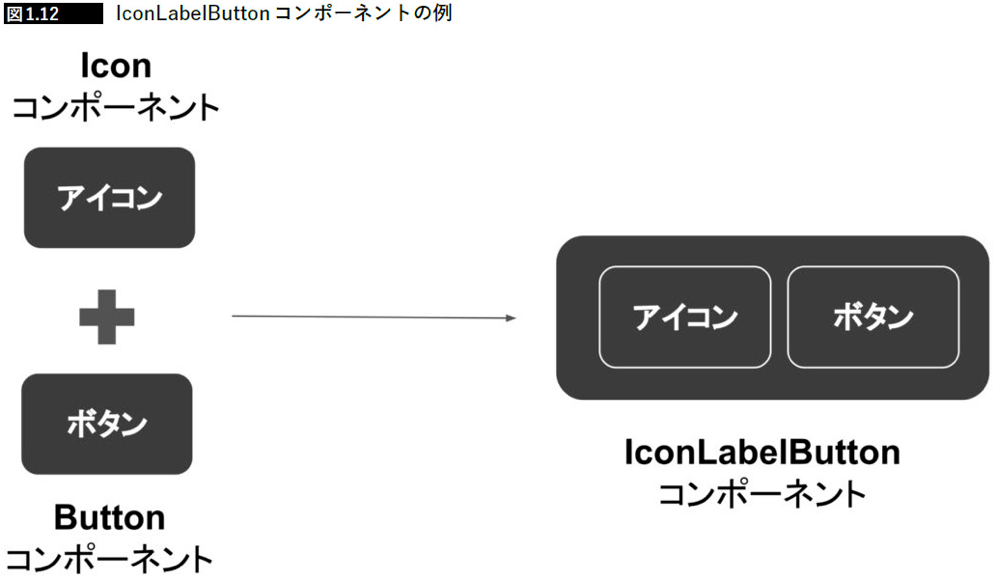 図1.12 IconLabelButton コンポーネントの例
Icon
コンポーネント
アイコン
ボタン
Button
コンポーネント
アイコン
ボタン
IconLabelButton
コンポーネント